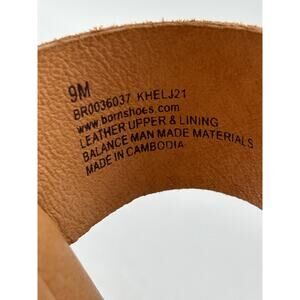 9M
BR0036037 KHELJ21
www.bornshoes.com
LEATHER UPPER & LINING
BALANCE MAN MADE MATERIALS
MADE IN CAMBODIA